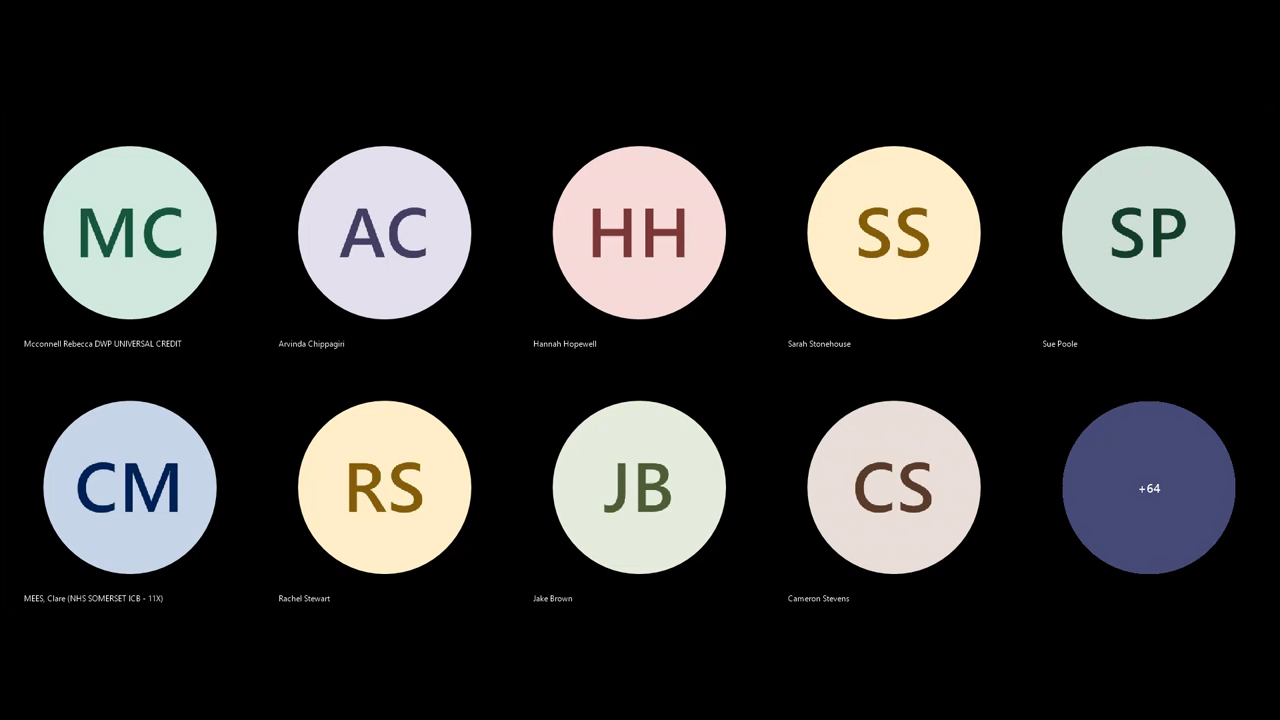 MC
AC
HH
SS
SP
Mcconnell Rebecca DWP UNIVERSAL CREDIT
Arvinda Chippagiri
Hannah Hopewell
Sarah Stonehouse
Sue Poole
CM
RS
JB
CS
+64
MEES, Clare (NHS SOMERSET ICB - 11X)
Rachel Stewart
Jake Brown
Cameron Stevens